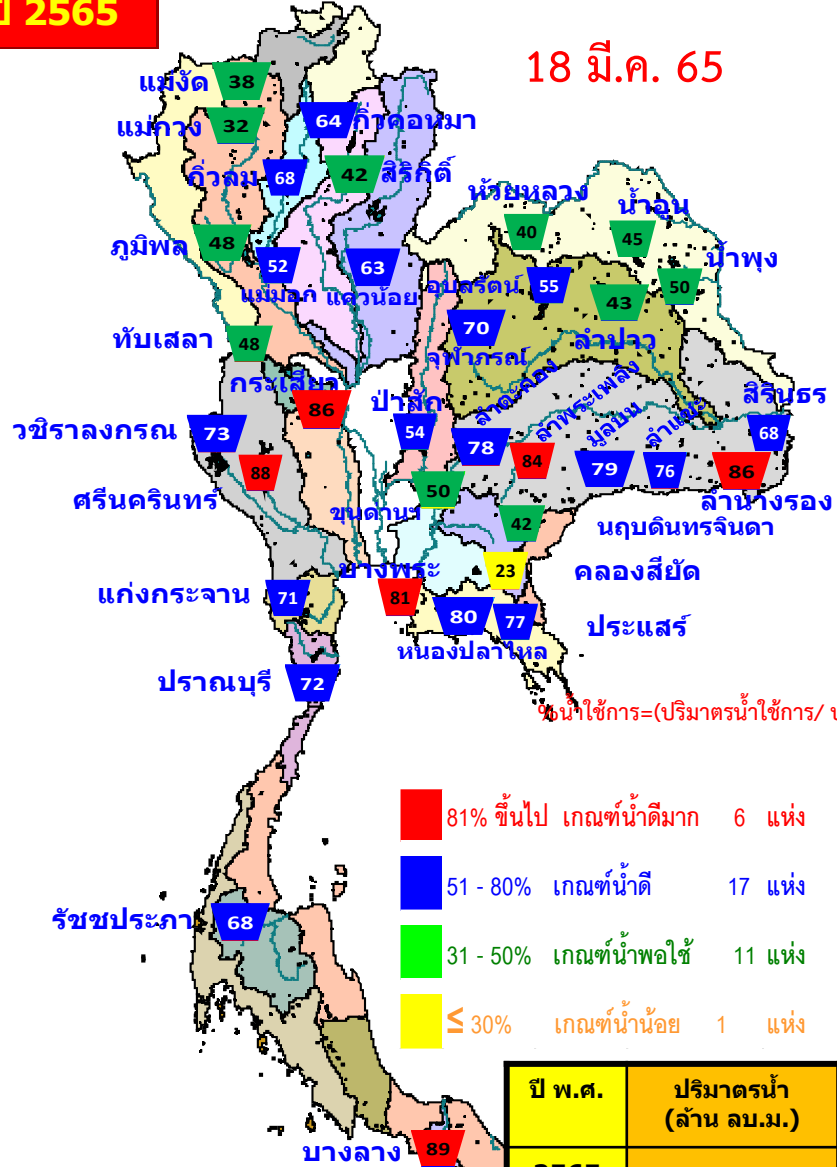 ปี 2565
18 มี.ค. 65
แม่งัด 38
แม่กวง 32
64 กิ่วคอหมา
กิ่วลม 68
42 สิริกิติ์
ห้วยหลวง
40
น้ำอูน
45
ภูมิพล 48
52
แม่มอก
63
แควน้อย
อุบลรัตน์ 55
น้ำพุง
50
43
ลำปาว
70
จุฬาภรณ์
ทับเสลา 48
กระเสียว
86
ป่าสัก
54
ลำตะคอง
78
ลำพระเพลิง
84
มูลบน
79
ลำแชะ
76
สิรินธร
68
86
ลำนางรอง
วชิราลงกรณ 73
88
ศรีนครินทร์
50
ขุนด่านฯ
42
นฤบดินทรจินดา
บางพระ
81
23 คลองสียัด
แก่งกระจาน 71
80
หนองปลาไหล
77 ประแสร์
ปราณบุรี 72
%น้ำใช้การ=(ปริมาตรน้ำใช้การ/
81% ขึ้นไป เกณฑ์น้ำดีมาก 6 แห่ง
51 - 80% เกณฑ์น้ำดี 17 แห่ง
31 - 50% เกณฑ์น้ำพอใช้ 11 แห่ง
≤ 30% เกณฑ์น้ำน้อย 1 แห่ง
รัชชประภา 68
บางลาง 89
ปี พ.ศ. ปริมาตรน้ำ
(ล้าน ลบ.ม.)
2565